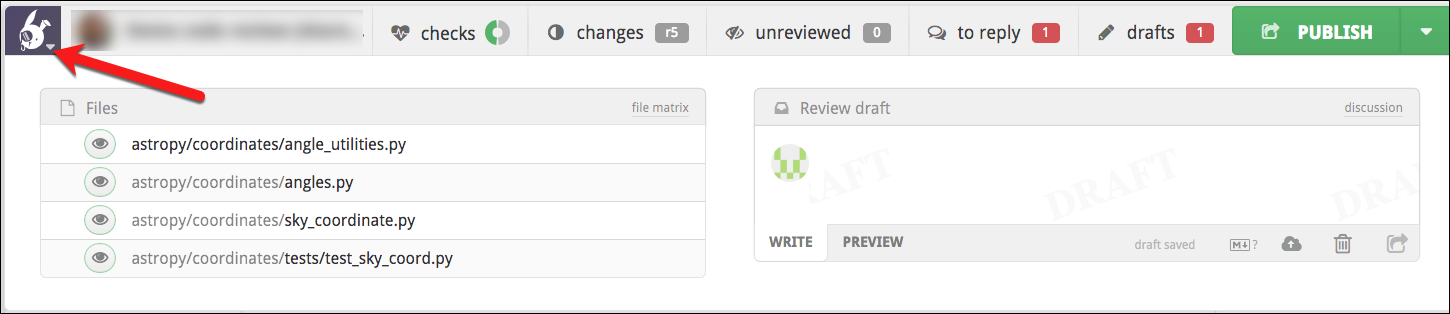 checks
changes r5
unreviewed 0
to reply 1
drafts 1
PUBLISH
Files
file matrix
astropy/coordinates/angle_utilities.py
astropy/coordinates/angles.py
astropy/coordinates/sky_coordinate.py
astropy/coordinates/tests/test_sky_coord.py
Review draft
discussion
DRAFT
DRAFT
WRITE
PREVIEW
draft saved
M↓ ?